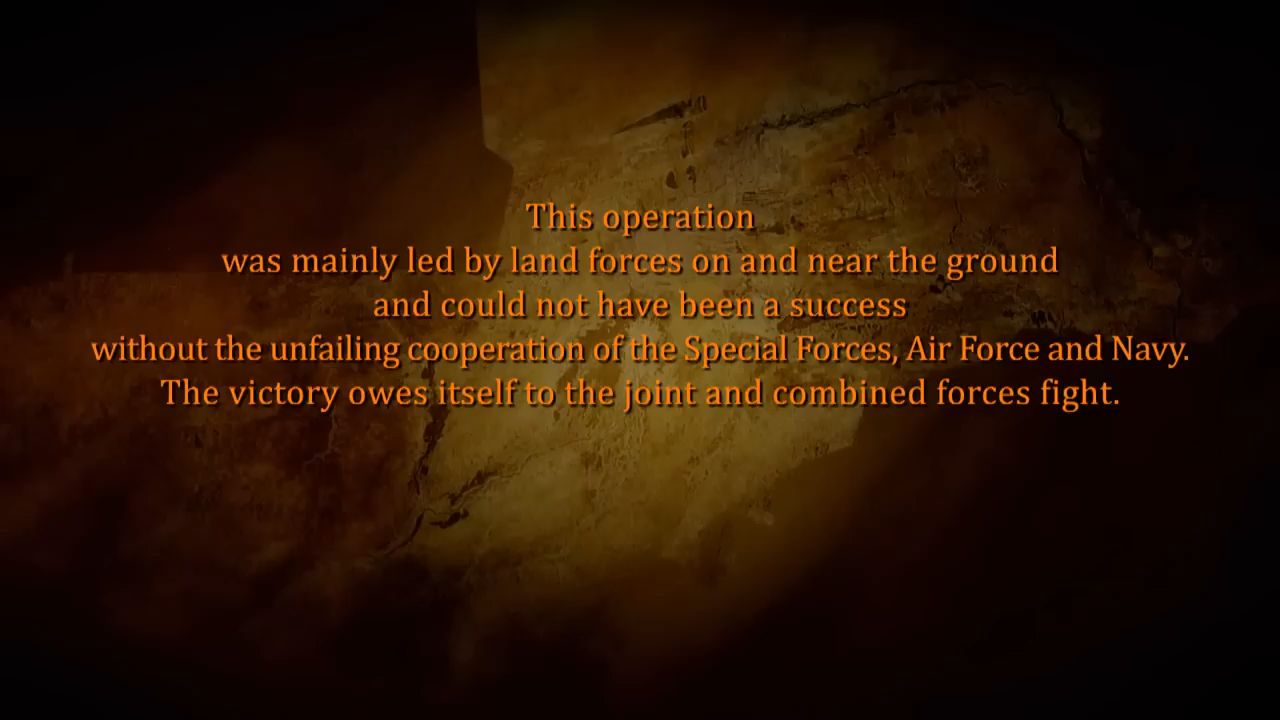 This operation
was mainly led by land forces on and near the ground
and could not have been a success
without the unfailing cooperation of the Special Forces, Air Force and Navy.
The victory owes itself to the joint and combined forces fight.